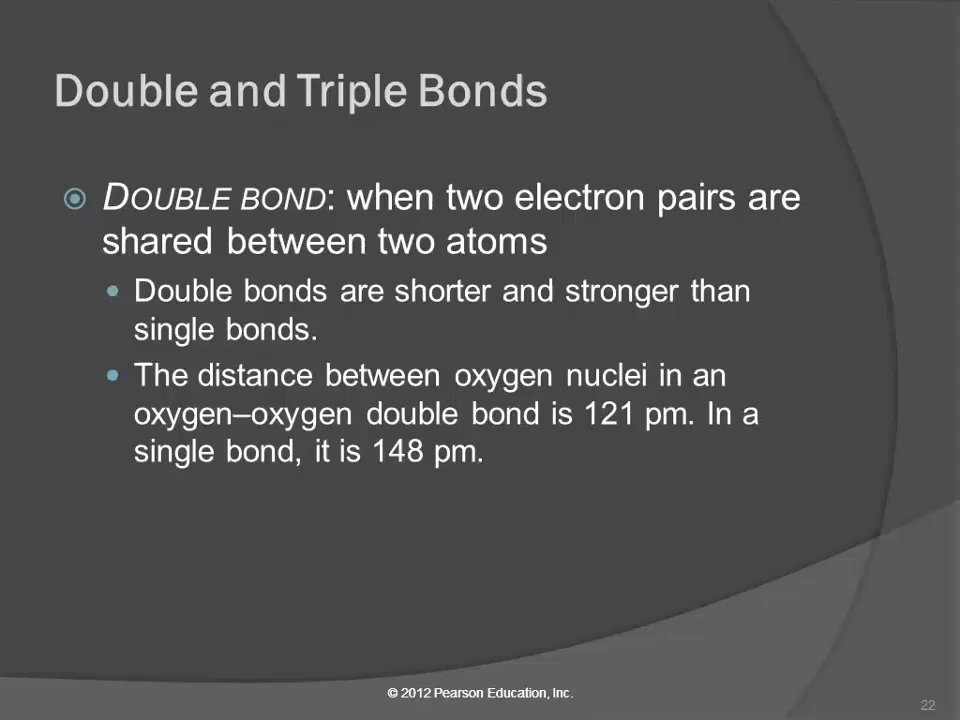 Double and Triple Bonds
DOUBLE BOND: when two electron pairs are
shared between two atoms
Double bonds are shorter and stronger than
single bonds.
The distance between oxygen nuclei in an
oxygen–oxygen double bond is 121 pm. In a
single bond, it is 148 pm.
© 2012 Pearson Education, Inc.
22